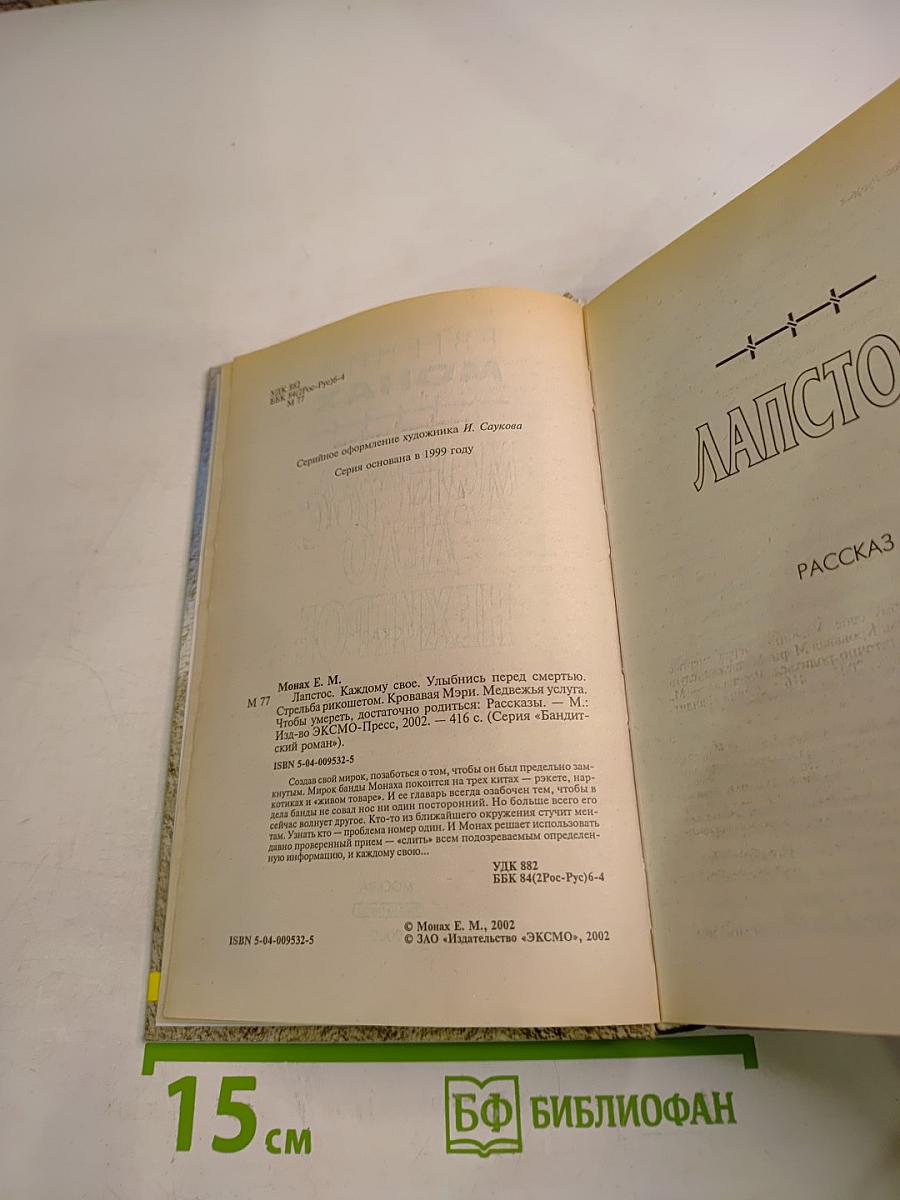 УДК 882
ББК 84(2Рос-Рус)6-4
М 77
Серийное оформление художника И. Саукова
Серия основана в 1999 году
Монах Е. М.
М 77 Лапстос. Каждому свое. Улыбнись перед смертью.
Стрельба рикошетом. Кровавая Мэри. Медвежья услуга.
Чтобы умереть, достаточно родиться: Рассказы. — М.:
Изд-во ЭКСМО-Пресс, 2002. — 416 с. (Серия «Бандит-
ский роман»).
ISBN 5-04-009532-5
Создав свой мирок, позаботься о том, чтобы он был предельно зам-
кнутым. Мирок банды Монаха покоится на трех китах — рэкете, нар-
котиках и «живом товаре». И ее главарь всегда озабочен тем, чтобы в
дела банды не совал нос ни один посторонний. Но больше всего его
сейчас волнует другое. Кто-то из ближайшего окружения стучит мен-
там. Узнать кто — проблема номер один. И Монах решает использовать
давно проверенный прием — «слить» всем подозреваемым определен-
ную информацию, и каждому свою...
УДК 882
ББК 84(2Рос-Рус)6-4
© Монах Е. М., 2002
ISBN 5-04-009532-5 © ЗАО «Издательство «ЭКСМО», 2002
ЛАПСТО
РАССКАЗ
15 см БФ БИБЛИОФАН